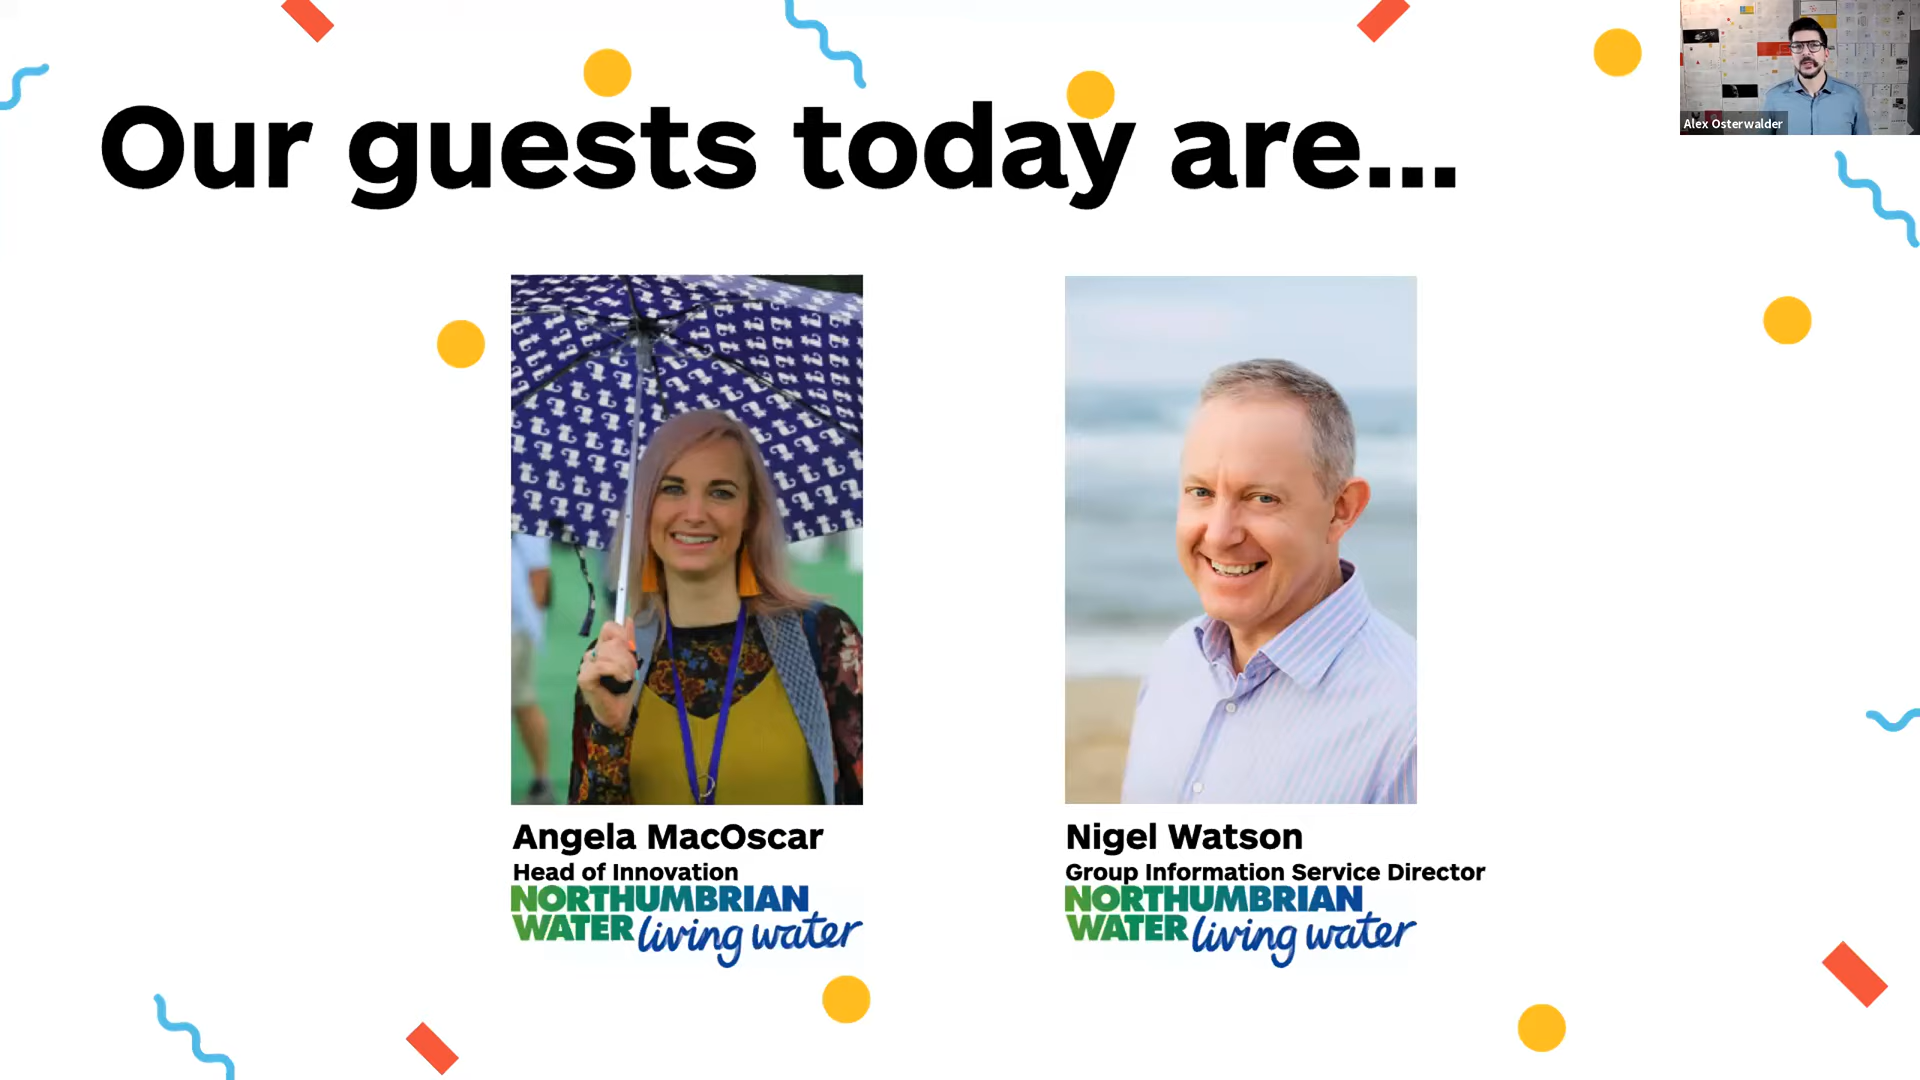 Our guests today are...
Alex Osterwalder
Angela MacOscar
Head of Innovation
NORTHUMBRIAN
WATER living water
Nigel Watson
Group Information Service Director
NORTHUMBRIAN
WATER living water